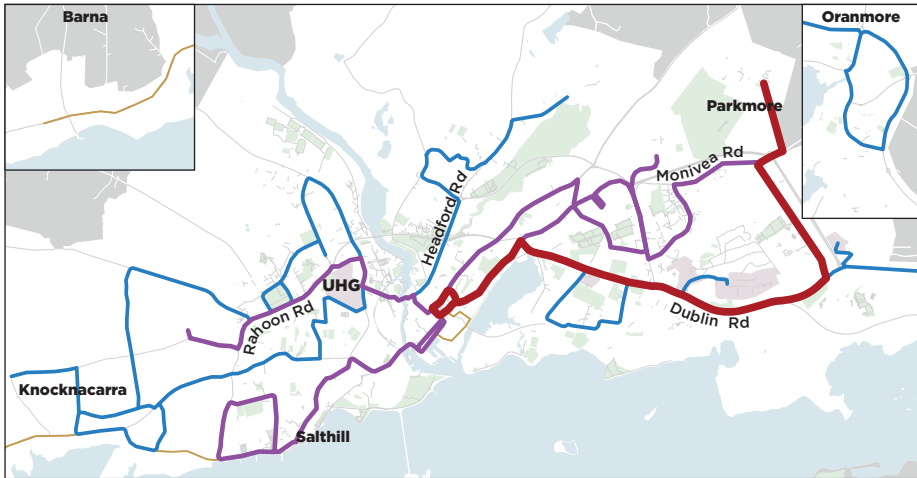 Barna
Oranmore
Parkmore
Monivea Rd
Headford Rd
UHG
Rahoon Rd
Dublin Rd
Knocknacarra
Salthill